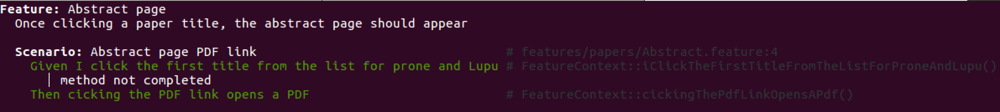 Feature: Abstract page
Once clicking a paper title, the abstract page should appear
Scenario: Abstract page PDF link # features/papers/Abstract.feature:4
Given I click the first title from the list for prone and Lupu # FeatureContext::iClickTheFirstTitleFromTheListForProneAndLupu()
| method not completed
Then cicking the PDF link opens a PDF # FeatureContext::cickingThePdfLinkOpensAPdf()